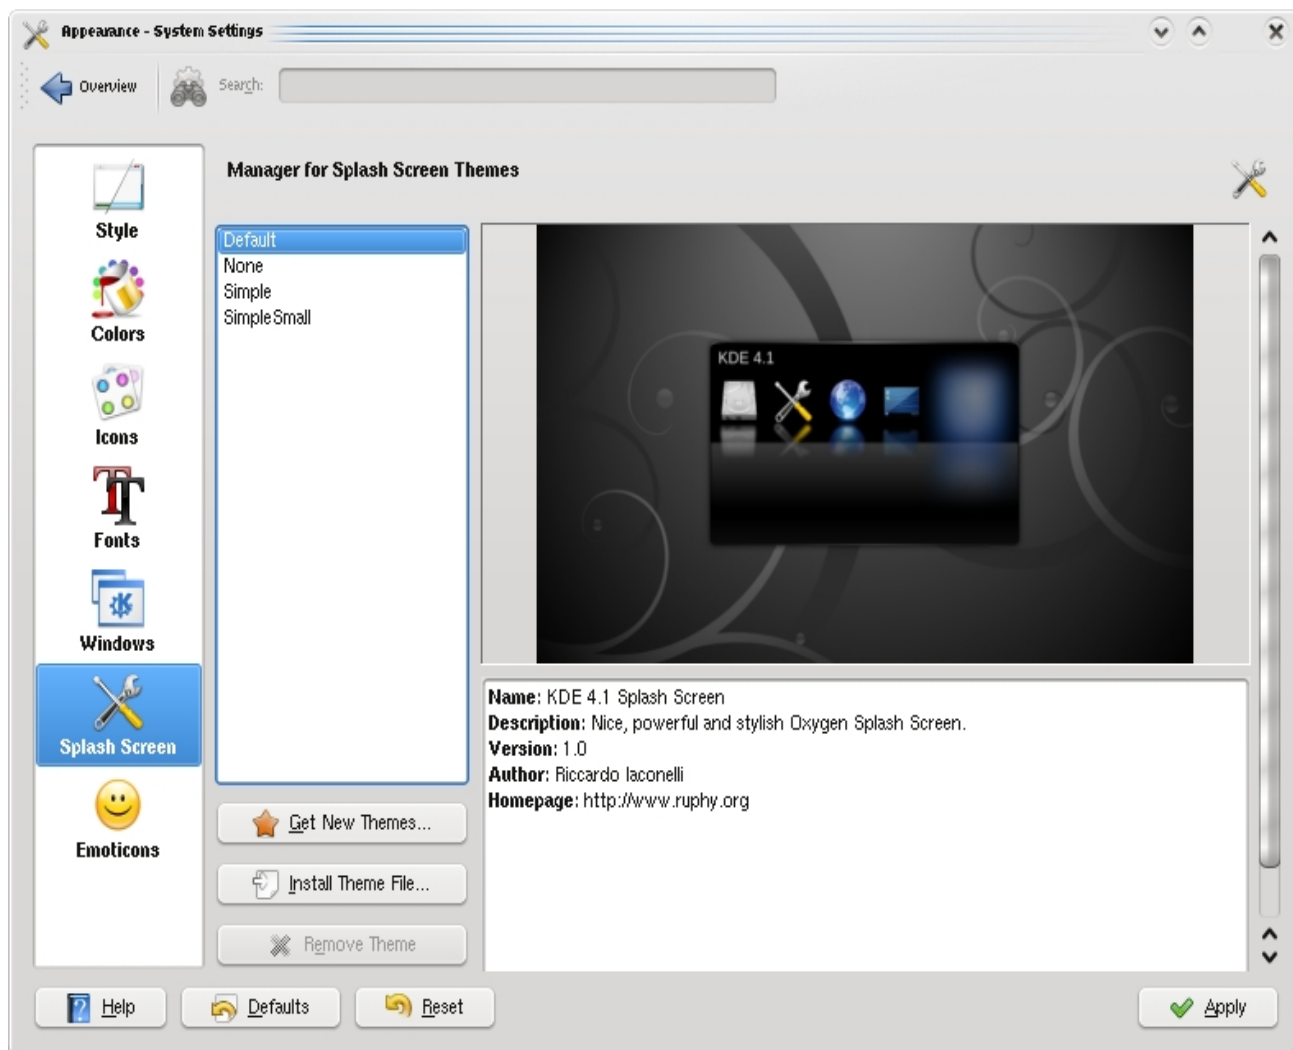 Appearance - System Settings
Overview
Search:
Manager for Splash Screen Themes
Style
Colors
Icons
Fonts
Windows
Splash Screen
Emoticons
Default
None
Simple
SimpleSmall
KDE 4.1
Name: KDE 4.1 Splash Screen
Description: Nice, powerful and stylish Oxygen Splash Screen.
Version: 1.0
Author: Riccardo Iaconelli
Homepage: http://www.ruphy.org
Get New Themes...
Install Theme File...
Remove Theme
Help
Defaults
Reset
Apply